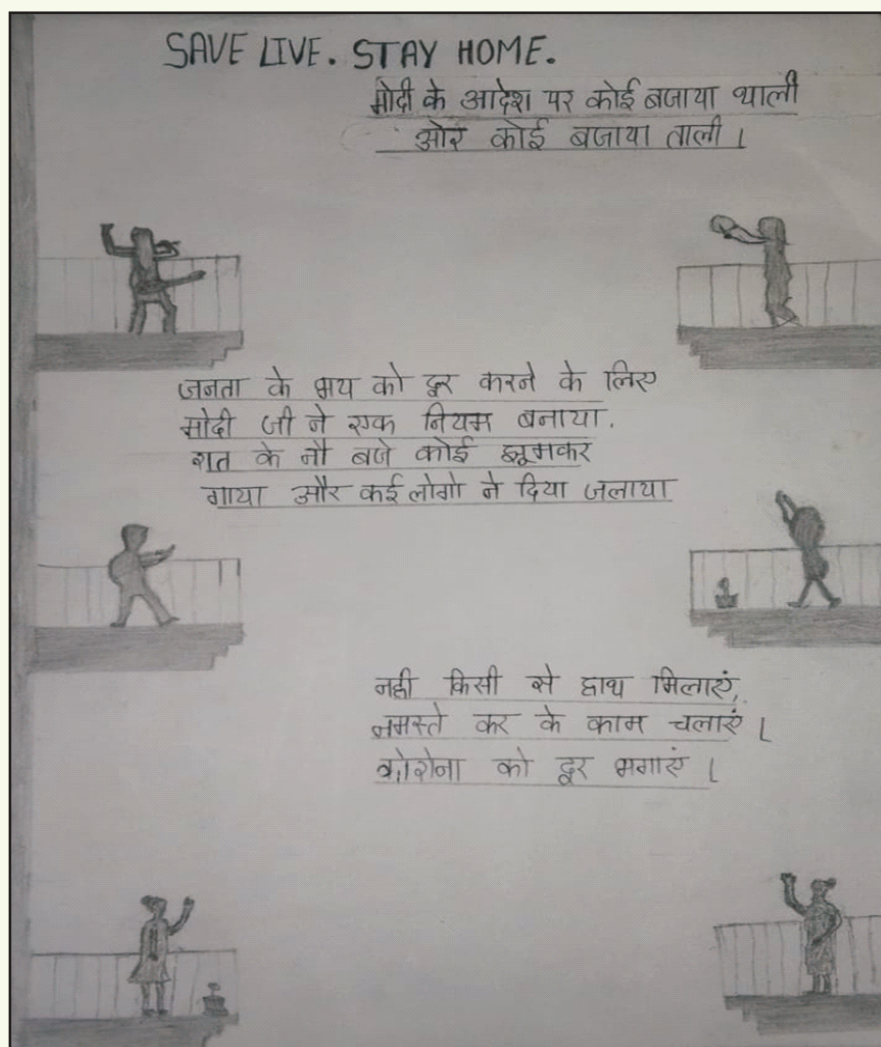 SAVE LIVE. STAY HOME.
मोदी के आदेश पर कोई बजाया थाली
ओर कोई बजाया ताली।
जनता के भय को दूर करने के लिए
मोदी जी ने एक नियम बनाया.
रात के नौ बजे कोई झूमकर
गाया और कई लोगो ने दिया जलाया
नही किसी से हाथ मिलाएं,
नमस्ते कर के काम चलाएं।
कोरोना को दूर भगाएं।